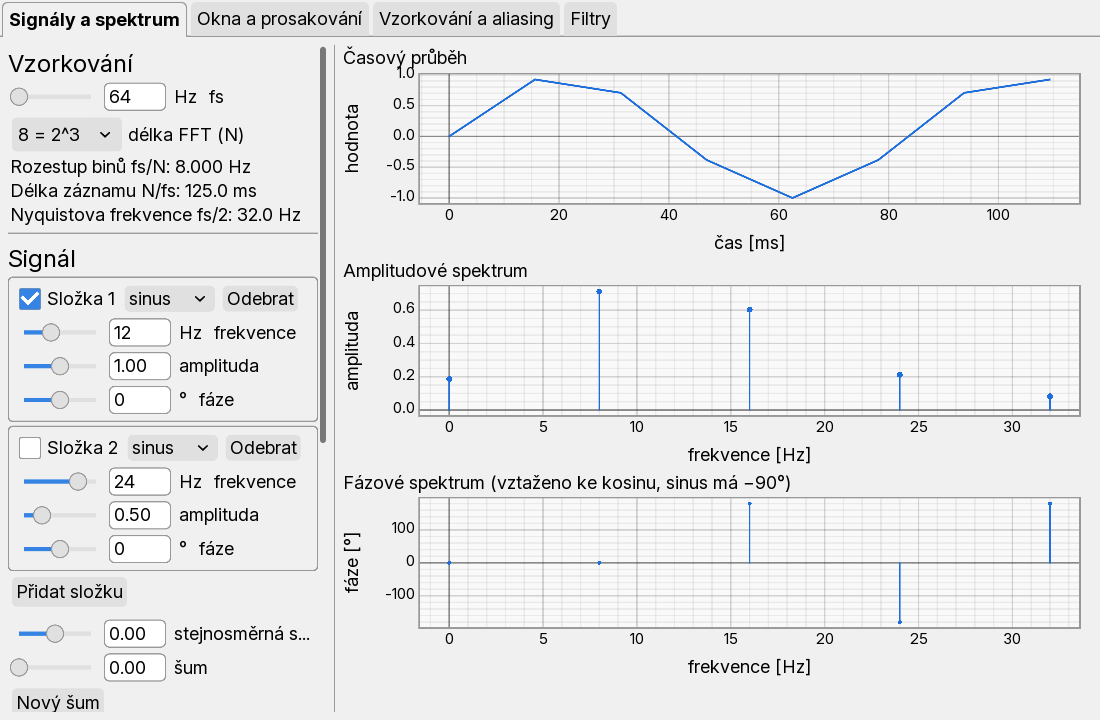 Signály a spektrum Okna a prosakování Vzorkování a aliasing Filtry
Vzorkování
64 Hz fs
8 = 2^3 délka FFT (N)
Rozestup binů fs/N: 8.000 Hz
Délka záznamu N/fs: 125.0 ms
Nyquistova frekvence fs/2: 32.0 Hz
Signál
Složka 1 sinus Odebrat
12 Hz frekvence
1.00 amplituda
0 ° fáze
Složka 2 sinus Odebrat
24 Hz frekvence
0.50 amplituda
0 ° fáze
Přidat složku
0.00 stejnosměrná s...
0.00 šum
Nový šum
Časový průběh
hodnota
1.0
0.5
0.0
-0.5
-1.0
0 20 40 60 80 100
čas [ms]
Amplitudové spektrum
amplituda
0.6
0.4
0.2
0.0
0 5 10 15 20 25 30
frekvence [Hz]
Fázové spektrum (vztaženo ke kosinu, sinus má −90°)
fáze [°]
100
0
-100
0 5 10 15 20 25 30
frekvence [Hz]